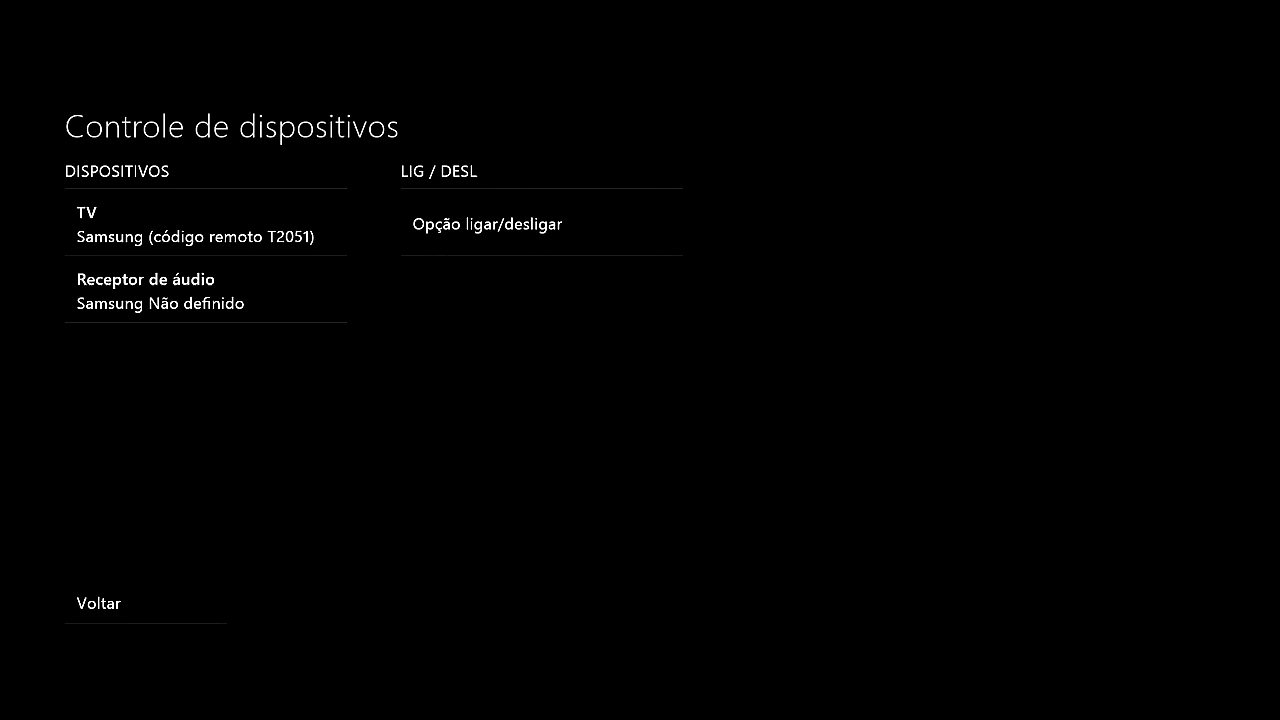 Controle de dispositivos
DISPOSITIVOS
TV
Samsung (código remoto T2051)
Receptor de áudio
Samsung Não definido
LIG / DESL
Opção ligar/desligar
Voltar